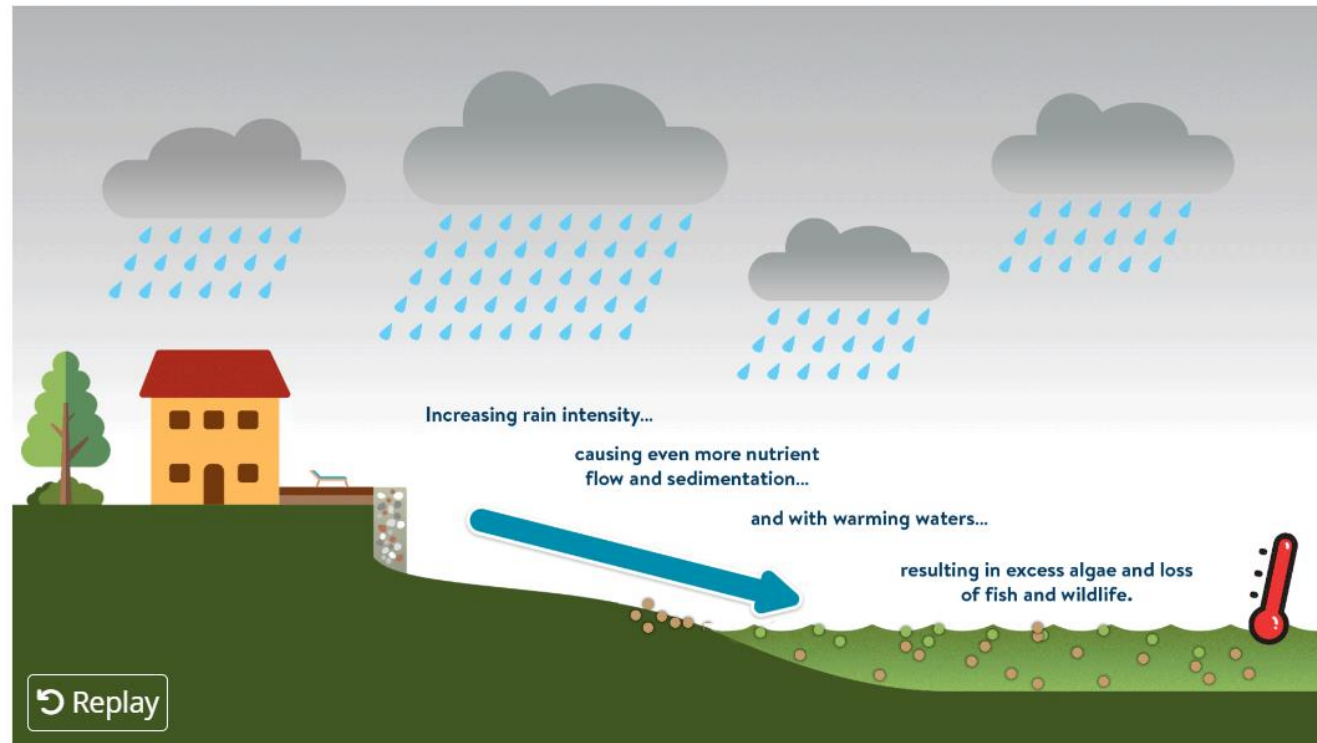 Increasing rain intensity...
causing even more nutrient
flow and sedimentation...
and with warming waters...
resulting in excess algae and loss
of fish and wildlife.
Replay